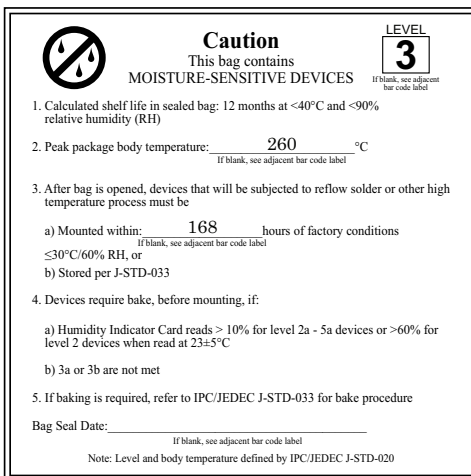 Caution
This bag contains
MOISTURE-SENSITIVE DEVICES
LEVEL
3
If blank, see adjacent
bar code label
1. Calculated shelf life in sealed bag: 12 months at <40°C and <90%
relative humidity (RH)
2. Peak package body temperature: 260 °C
If blank, see adjacent bar code label
3. After bag is opened, devices that will be subjected to reflow solder or other high
temperature process must be
a) Mounted within: 168 hours of factory conditions
If blank, see adjacent bar code label
≤30°C/60% RH, or
b) Stored per J-STD-033
4. Devices require bake, before mounting, if:
a) Humidity Indicator Card reads > 10% for level 2a - 5a devices or >60% for
level 2 devices when read at 23±5°C
b) 3a or 3b are not met
5. If baking is required, refer to IPC/JEDEC J-STD-033 for bake procedure
Bag Seal Date:
If blank, see adjacent bar code label
Note: Level and body temperature defined by IPC/JEDEC J-STD-020